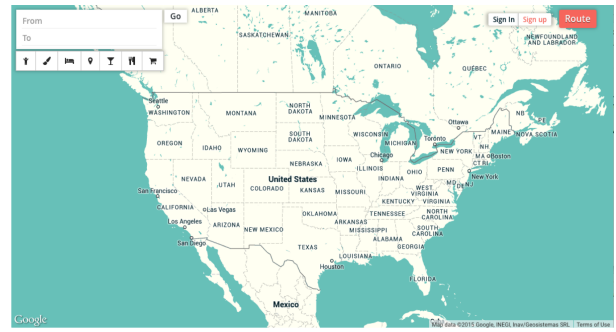 From
Go
To
Sign In
Sign up
Route
ALBERTA
MANITOBA
SASKATCHEWAN
NEWFOUNDLAND
AND LABRADOR
ONTARIO
QUEBEC
Seattle
WASHINGTON
MONTANA
NORTH
DAKOTA
MINNESOTA
Ottawa
NB
PE
NOVA SCOTIA
MAINE
VT
NH
OREGON
IDAHO
WYOMING
SOUTH
DAKOTA
WISCONSIN
MICHIGAN
Toronto
NEW YORK
MA
Boston
CT
RI
NEBRASKA
IOWA
Chicago
ILLINOIS
INDIANA
OHIO
PENN
New York
MD
DE
NJ
NEVADA
UTAH
COLORADO
United States
KANSAS
MISSOURI
WEST
VIRGINIA
KENTUCKY
VIRGINIA
San Francisco
CALIFORNIA
Las Vegas
Los Angeles
ARIZONA
NEW MEXICO
OKLAHOMA
ARKANSAS
TENNESSEE
NORTH
CAROLINA
SOUTH
CAROLINA
MISSISSIPPI
ALABAMA
GEORGIA
San Diego
TEXAS
LOUISIANA
Houston
FLORIDA
Mexico
Google
Map data ©2015 Google, INEGI, Inav/Geosistemas SRL
Terms of Use